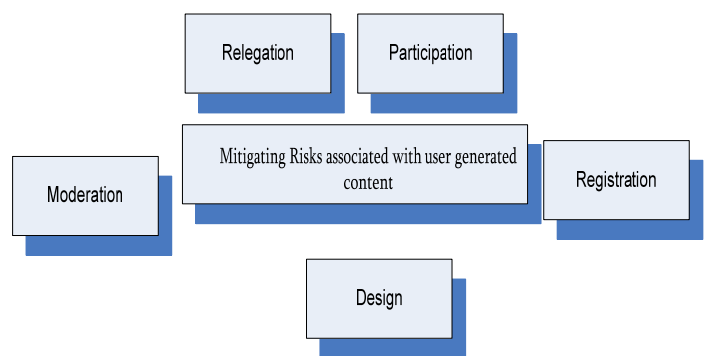 Relegation
Participation
Mitigating Risks associated with user generated
content
Moderation
Registration
Design